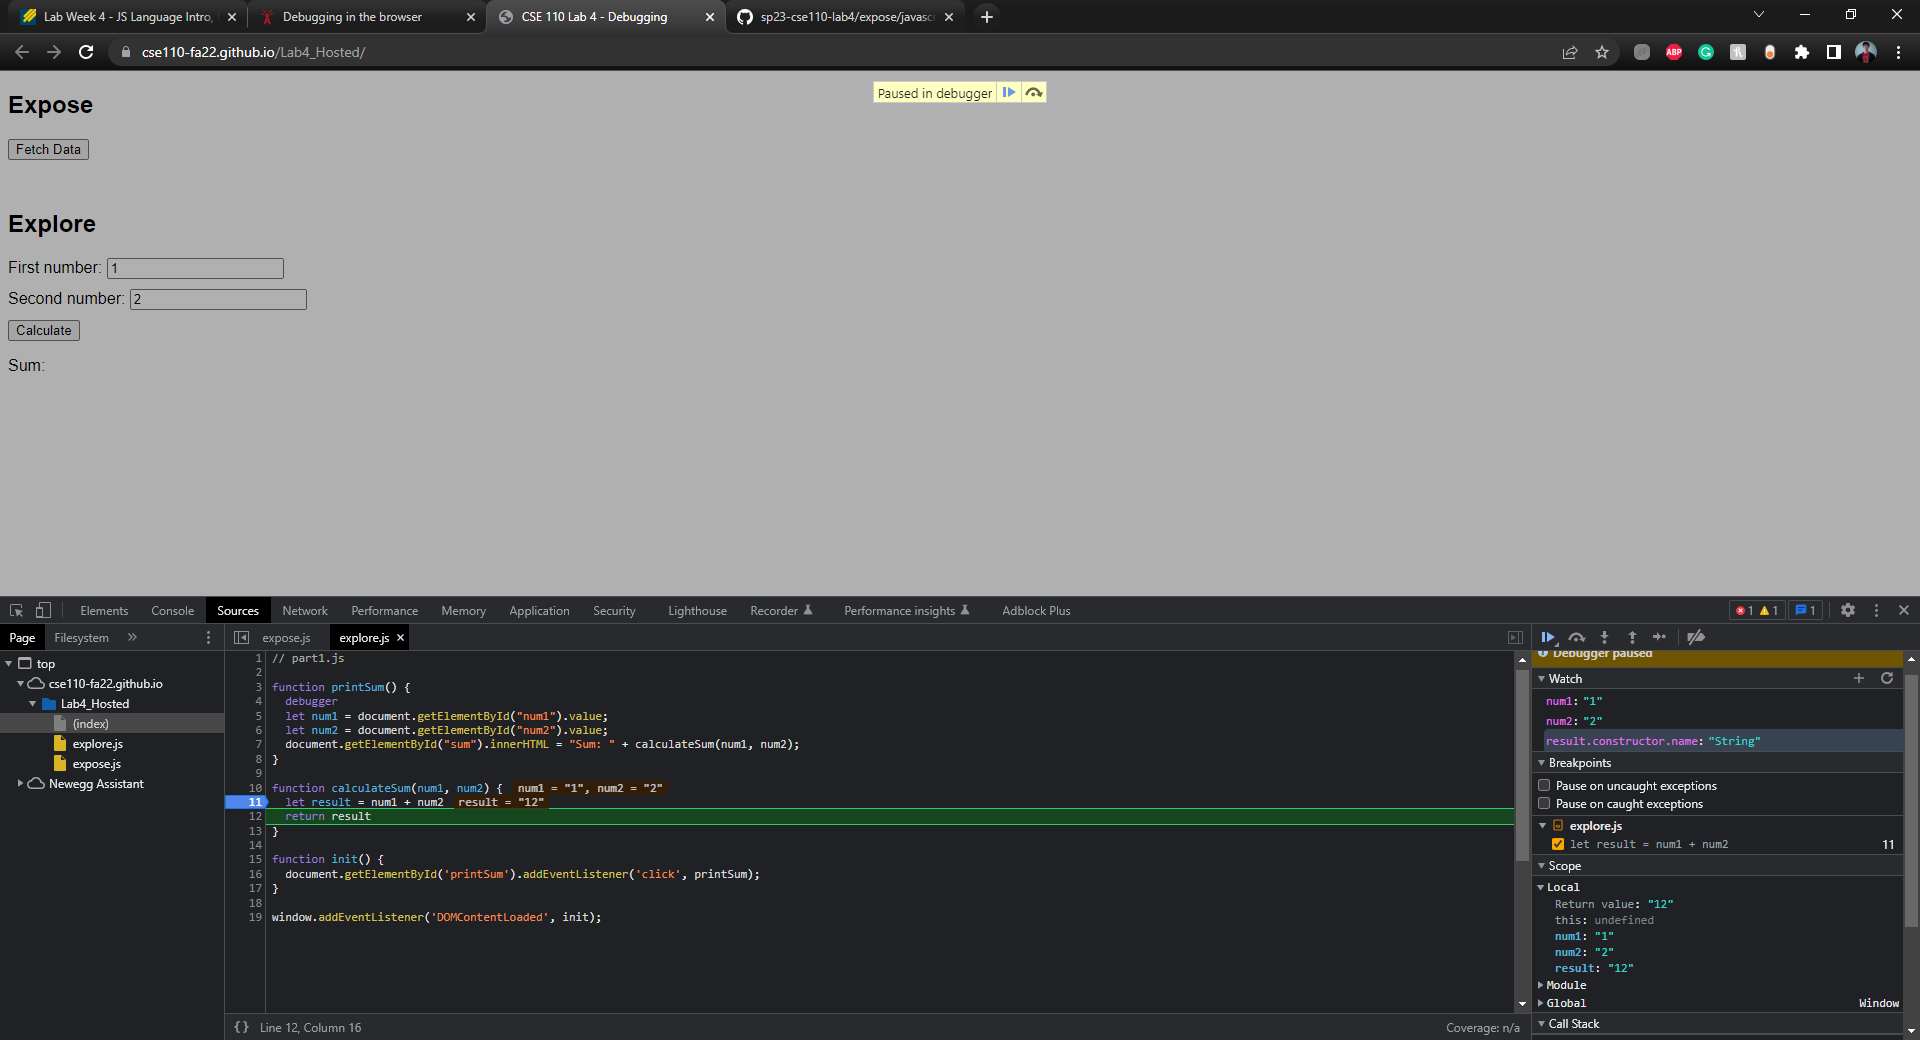 Lab Week 4 - JS Language Intro,
Debugging in the browser
CSE 110 Lab 4 - Debugging
sp23-cse110-lab4/expose/javasc
cse110-fa22.github.io/Lab4_Hosted/
ABP
Expose
Paused in debugger
Fetch Data
Explore
First number: 1
Second number: 2
Calculate
Sum:
Elements Console Sources Network Performance Memory Application Security Lighthouse Recorder Performance insights Adblock Plus 1 1 1
Page Filesystem »
expose.js explore.js
top
cse110-fa22.github.io
Lab4_Hosted
(index)
explore.js
expose.js
Newegg Assistant
1 // part1.js
2
3 function printSum() {
4 debugger
5 let num1 = document.getElementById("num1").value;
6 let num2 = document.getElementById("num2").value;
7 document.getElementById("sum").innerHTML = "Sum: " + calculateSum(num1, num2);
8 }
9
10 function calculateSum(num1, num2) { num1 = "1", num2 = "2"
11 let result = num1 + num2 result = "12"
12 return result
13 }
14
15 function init() {
16 document.getElementById('printSum').addEventListener('click', printSum);
17 }
18
19 window.addEventListener('DOMContentLoaded', init);
{ } Line 12, Column 16
Coverage: n/a
Debugger paused
Watch
num1: "1"
num2: "2"
result.constructor.name: "String"
Breakpoints
Pause on uncaught exceptions
Pause on caught exceptions
explore.js
let result = num1 + num2 11
Scope
Local
Return value: "12"
this: undefined
num1: "1"
num2: "2"
result: "12"
Module
Global Window
Call Stack